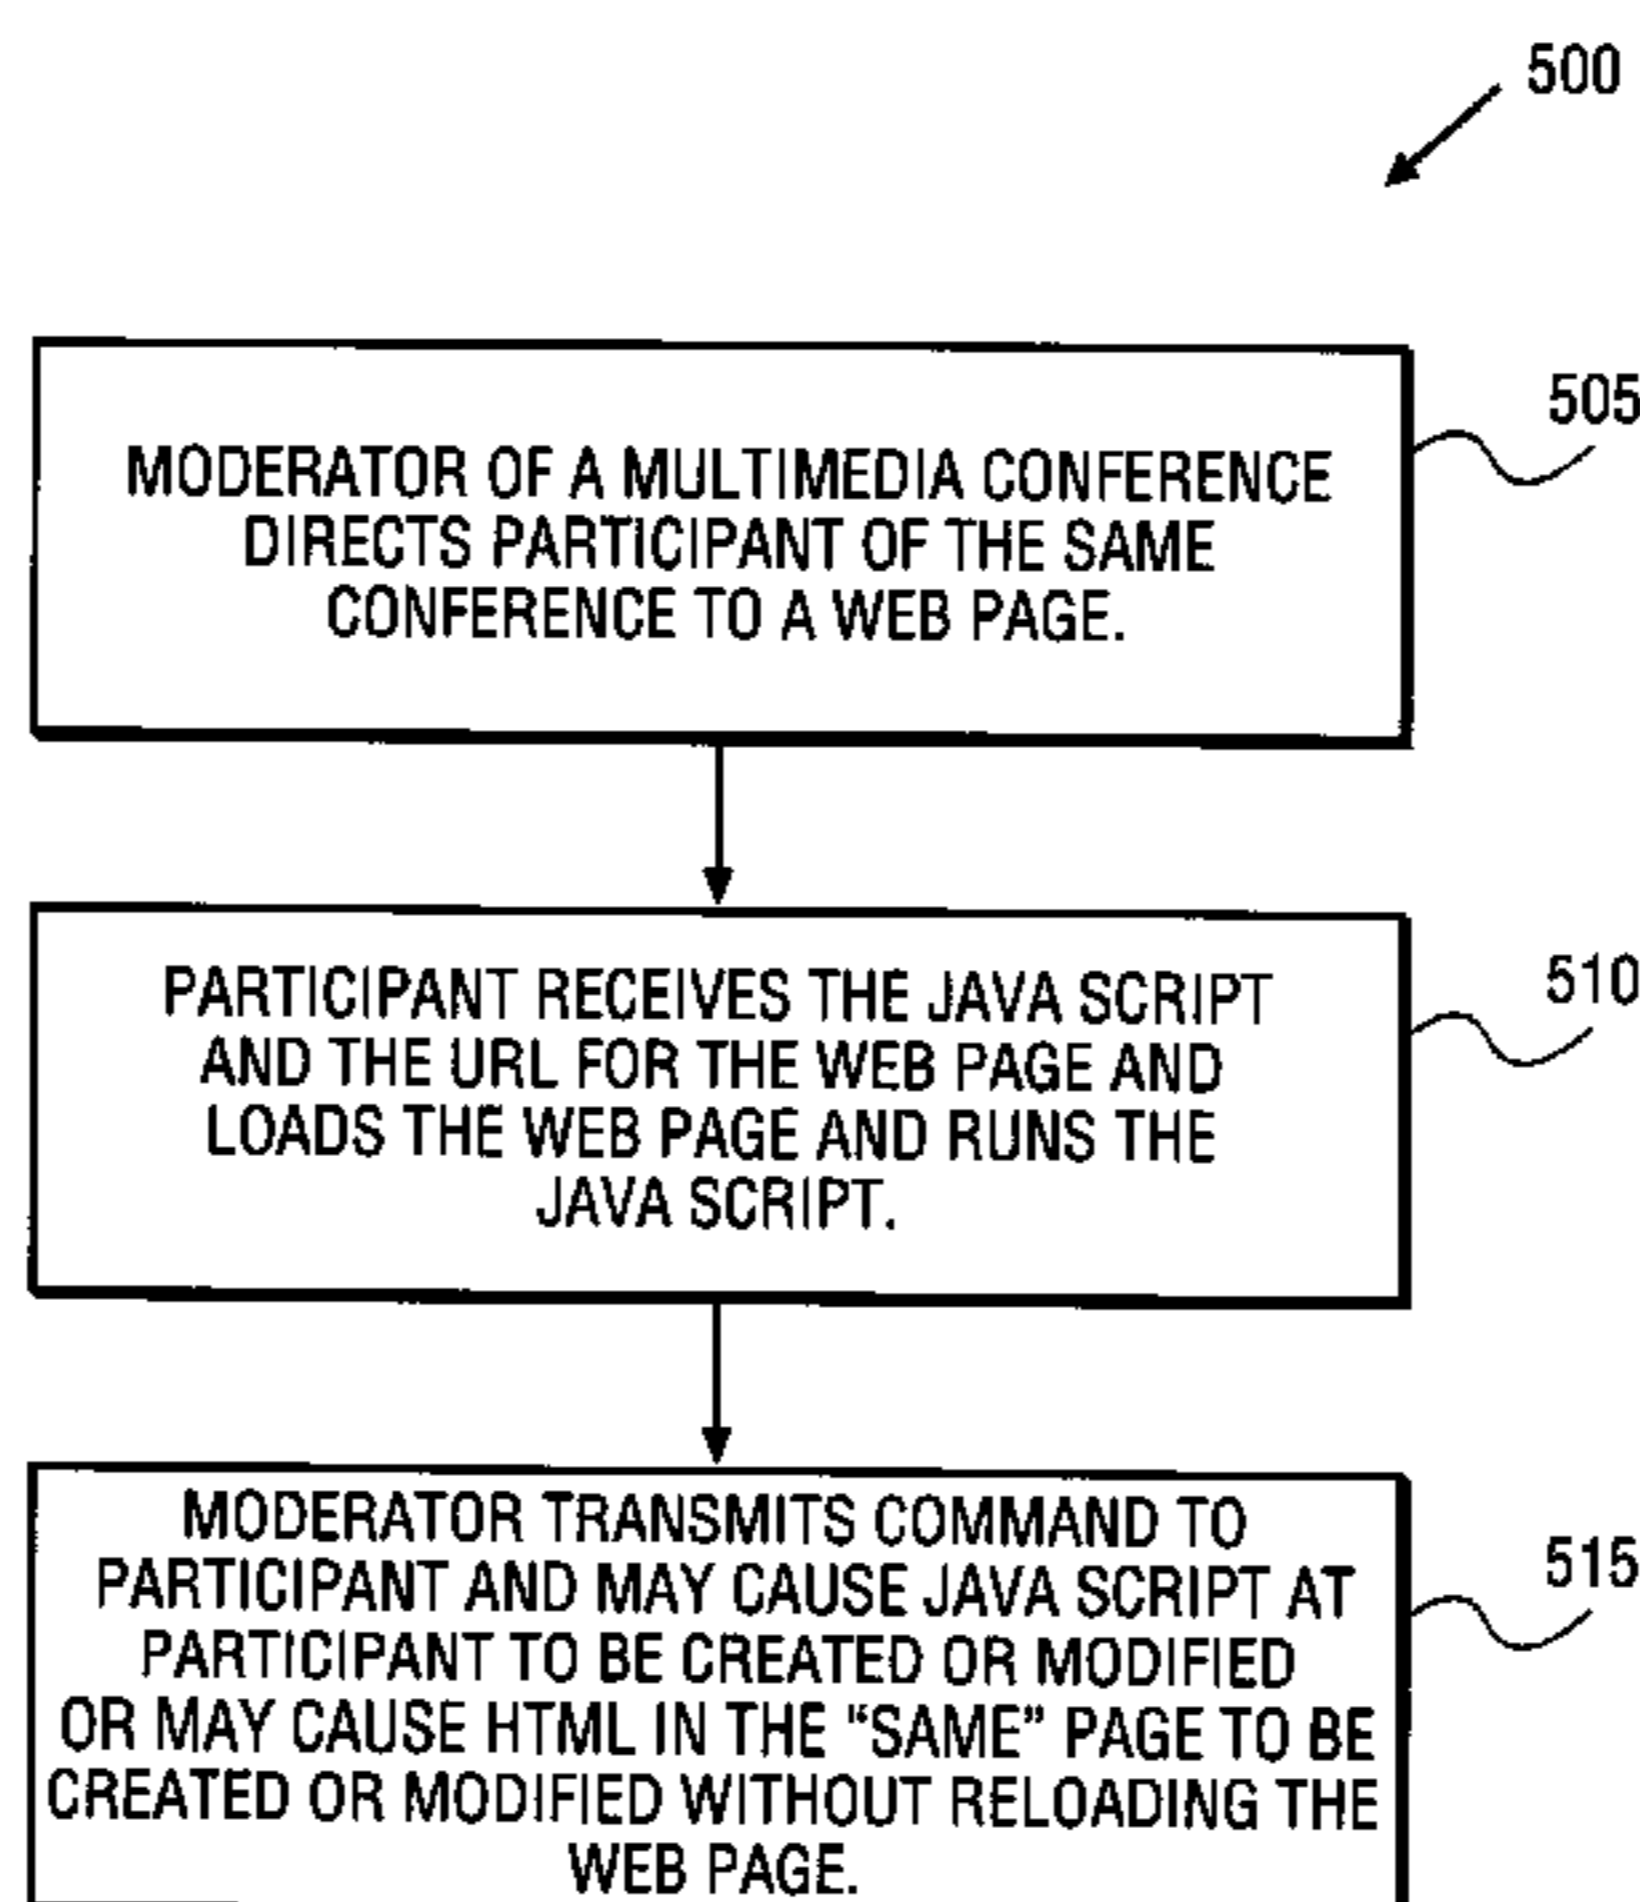 500
505
MODERATOR OF A MULTIMEDIA CONFERENCE
DIRECTS PARTICIPANT OF THE SAME
CONFERENCE TO A WEB PAGE.
510
PARTICIPANT RECEIVES THE JAVA SCRIPT
AND THE URL FOR THE WEB PAGE AND
LOADS THE WEB PAGE AND RUNS THE
JAVA SCRIPT.
515
MODERATOR TRANSMITS COMMAND TO
PARTICIPANT AND MAY CAUSE JAVA SCRIPT AT
PARTICIPANT TO BE CREATED OR MODIFIED
OR MAY CAUSE HTML IN THE “SAME” PAGE TO BE
CREATED OR MODIFIED WITHOUT RELOADING THE
WEB PAGE.